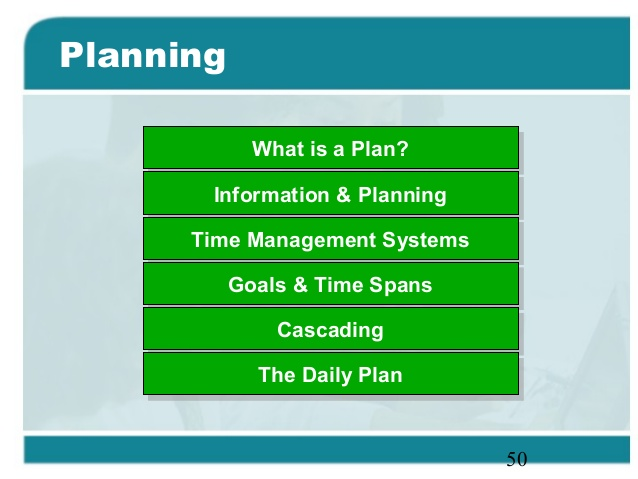 Planning
What is a Plan?
Information & Planning
Time Management Systems
Goals & Time Spans
Cascading
The Daily Plan
50